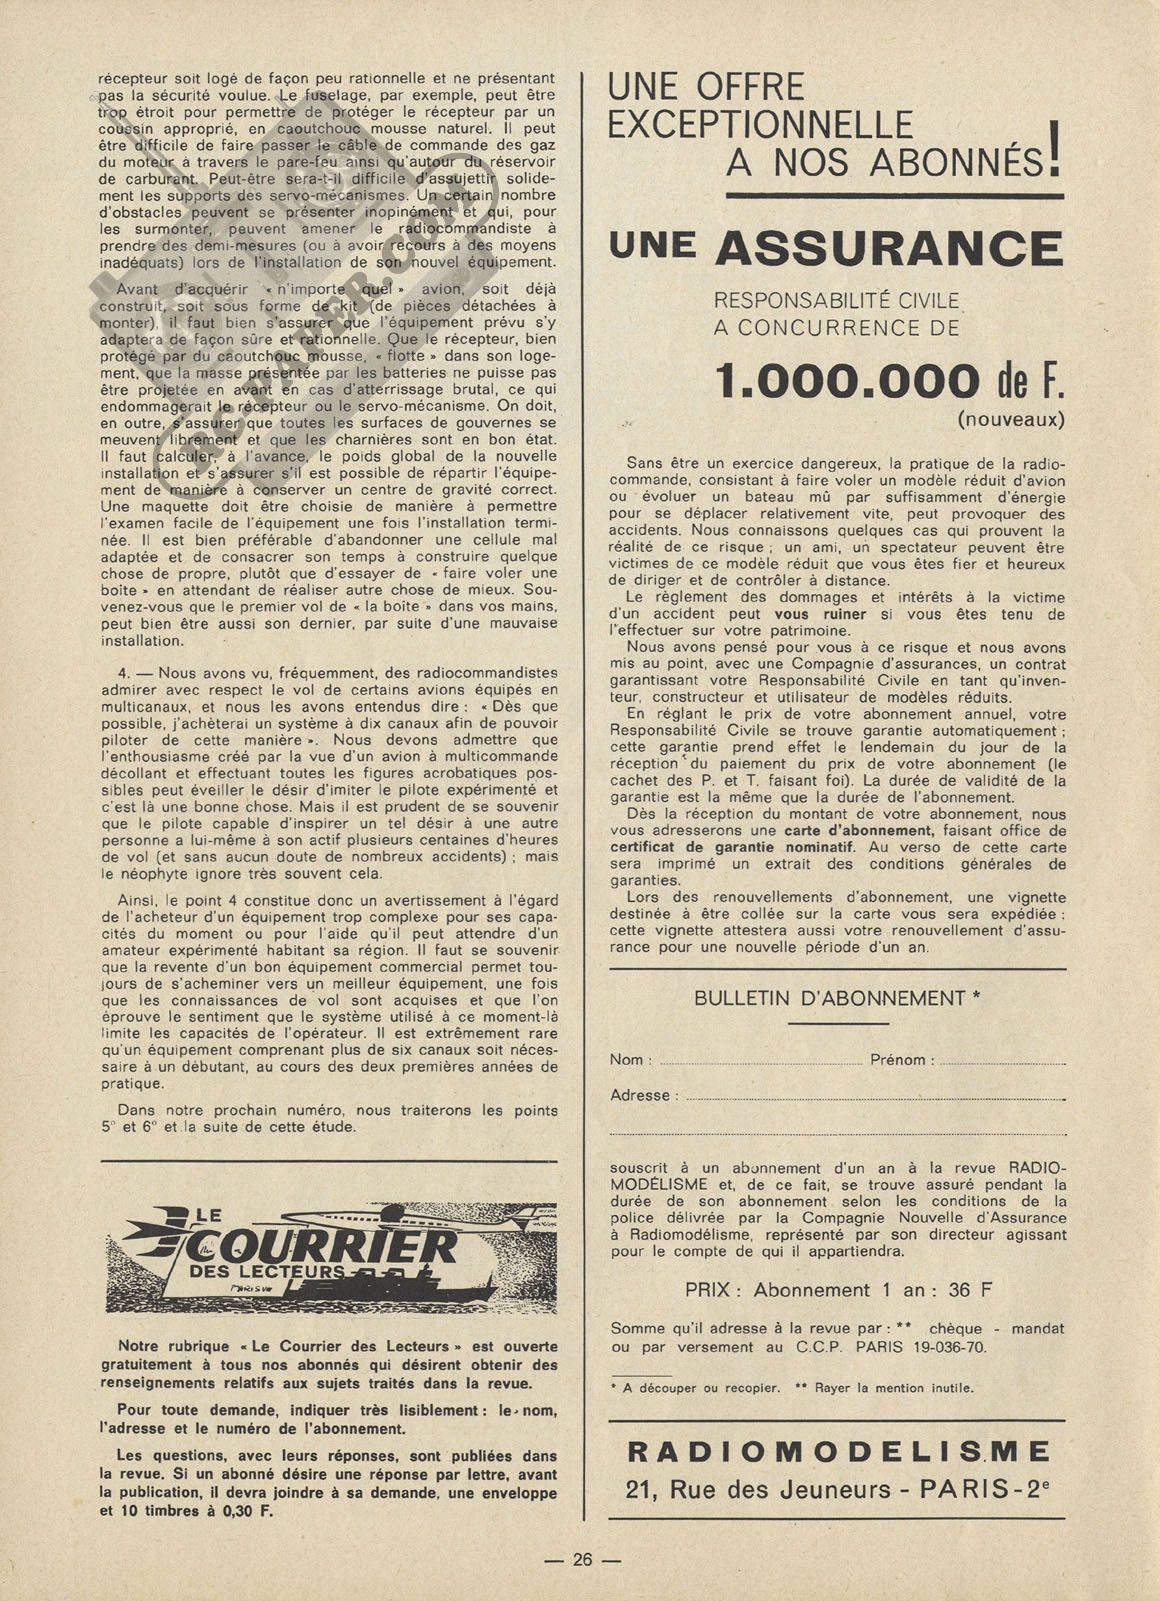 récepteur soit logé de façon peu rationnelle et ne présentant
pas la sécurité voulue. Le fuselage, par exemple, peut être
trop étroit pour permettre de protéger le récepteur par un
coussin approprié, en caoutchouc mousse naturel. Il peut
être difficile de faire passer le câble de commande des gaz
du moteur à travers le pare-feu ainsi qu'autour du réservoir
de carburant. Peut-être sera-t-il difficile d'assujettir solide-
ment les supports des servo-mécanismes. Un certain nombre
d'obstacles peuvent se présenter inopinément et qui, pour
les surmonter, peuvent amener le radiocommandiste à
prendre des demi-mesures (ou à avoir recours à des moyens
inadéquats) lors de l'installation de son nouvel équipement.
Avant d'acquérir « n'importe quel » avion, soit déjà
construit, soit sous forme de kit (de pièces détachées à
monter), il faut bien s'assurer que l'équipement prévu s'y
adaptera de façon sûre et rationnelle. Que le récepteur, bien
protégé par du caoutchouc mousse, « flotte » dans son loge-
ment, que la masse présentée par les batteries ne puisse pas
être projetée en avant en cas d'atterrissage brutal, ce qui
endommagerait le récepteur ou le servo-mécanisme. On doit,
en outre, s'assurer que toutes les surfaces de gouvernes se
meuvent librement et que les charnières sont en bon état.
Il faut calculer, à l'avance, le poids global de la nouvelle
installation et s'assurer s'il est possible de répartir l'équipe-
ment de manière à conserver un centre de gravité correct.
Une maquette doit être choisie de manière à permettre
l'examen facile de l'équipement une fois l'installation termi-
née. Il est bien préférable d'abandonner une cellule mal
adaptée et de consacrer son temps à construire quelque
chose de propre, plutôt que d'essayer de « faire voler une
boîte » en attendant de réaliser autre chose de mieux. Sou-
venez-vous que le premier vol de « la boîte » dans vos mains,
peut bien être aussi son dernier, par suite d'une mauvaise
installation.
4. — Nous avons vu, fréquemment, des radiocommandistes
admirer avec respect le vol de certains avions équipés en
multicanaux, et nous les avons entendus dire : « Dès que
possible, j'achèterai un système à dix canaux afin de pouvoir
piloter de cette manière ». Nous devons admettre que
l'enthousiasme créé par la vue d'un avion à multicommande
décollant et effectuant toutes les figures acrobatiques pos-
sibles peut éveiller le désir d'imiter le pilote expérimenté et
c'est là une bonne chose. Mais il est prudent de se souvenir
que le pilote capable d'inspirer un tel désir à une autre
personne a lui-même à son actif plusieurs centaines d'heures
de vol (et sans aucun doute de nombreux accidents) ; mais
le néophyte ignore très souvent cela.
Ainsi, le point 4 constitue donc un avertissement à l'égard
de l'acheteur d'un équipement trop complexe pour ses capa-
cités du moment ou pour l'aide qu'il peut attendre d'un
amateur expérimenté habitant sa région. Il faut se souvenir
que la revente d'un bon équipement commercial permet tou-
jours de s'acheminer vers un meilleur équipement, une fois
que les connaissances de vol sont acquises et que l'on
éprouve le sentiment que le système utilisé à ce moment-là
limite les capacités de l'opérateur. Il est extrêmement rare
qu'un équipement comprenant plus de six canaux soit néces-
saire à un débutant, au cours des deux premières années de
pratique.
Dans notre prochain numéro, nous traiterons les points
5° et 6° et la suite de cette étude.
LE
COURRIER
DES LECTEURS
Notre rubrique « Le Courrier des Lecteurs » est ouverte
gratuitement à tous nos abonnés qui désirent obtenir des
renseignements relatifs aux sujets traités dans la revue.
Pour toute demande, indiquer très lisiblement : le nom,
l'adresse et le numéro de l'abonnement.
Les questions, avec leurs réponses, sont publiées dans
la revue. Si un abonné désire une réponse par lettre, avant
la publication, il devra joindre à sa demande, une enveloppe
et 10 timbres à 0,30 F.
UNE OFFRE
EXCEPTIONNELLE
A NOS ABONNÉS!
UNE ASSURANCE
RESPONSABILITÉ CIVILE
A CONCURRENCE DE
1.000.000 de F.
(nouveaux)
Sans être un exercice dangereux, la pratique de la radio-
commande, consistant à faire voler un modèle réduit d'avion
ou évoluer un bateau mû par suffisamment d'énergie
pour se déplacer relativement vite, peut provoquer des
accidents. Nous connaissons quelques cas qui prouvent la
réalité de ce risque ; un ami, un spectateur peuvent être
victimes de ce modèle réduit que vous êtes fier et heureux
de diriger et de contrôler à distance.
Le règlement des dommages et intérêts à la victime
d'un accident peut vous ruiner si vous êtes tenu de
l'effectuer sur votre patrimoine.
Nous avons pensé pour vous à ce risque et nous avons
mis au point, avec une Compagnie d'assurances, un contrat
garantissant votre Responsabilité Civile en tant qu'inven-
teur, constructeur et utilisateur de modèles réduits.
En réglant le prix de votre abonnement annuel, votre
Responsabilité Civile se trouve garantie automatiquement ;
cette garantie prend effet le lendemain du jour de la
réception du paiement du prix de votre abonnement (le
cachet des P. et T. faisant foi). La durée de validité de la
garantie est la même que la durée de l'abonnement.
Dès la réception du montant de votre abonnement, nous
vous adresserons une carte d'abonnement, faisant office de
certificat de garantie nominatif. Au verso de cette carte
sera imprimé un extrait des conditions générales de
garanties.
Lors des renouvellements d'abonnement, une vignette
destinée à être collée sur la carte vous sera expédiée ;
cette vignette attestera aussi votre renouvellement d'assu-
rance pour une nouvelle période d'un an.
BULLETIN D'ABONNEMENT *
Nom : Prénom :
Adresse :
souscrit à un abonnement d'un an à la revue RADIO-
MODÉLISME et, de ce fait, se trouve assuré pendant la
durée de son abonnement selon les conditions de la
police délivrée par la Compagnie Nouvelle d'Assurance
à Radiomodélisme, représenté par son directeur agissant
pour le compte de qui il appartiendra.
PRIX : Abonnement 1 an : 36 F
Somme qu'il adresse à la revue par : ** chèque - mandat
ou par versement au C.C.P. PARIS 19-036-70.
* A découper ou recopier. ** Rayer la mention inutile.
RADIOMODELISME
21, Rue des Jeuneurs - PARIS-2e
— 26 —
RC-PAPER.COM